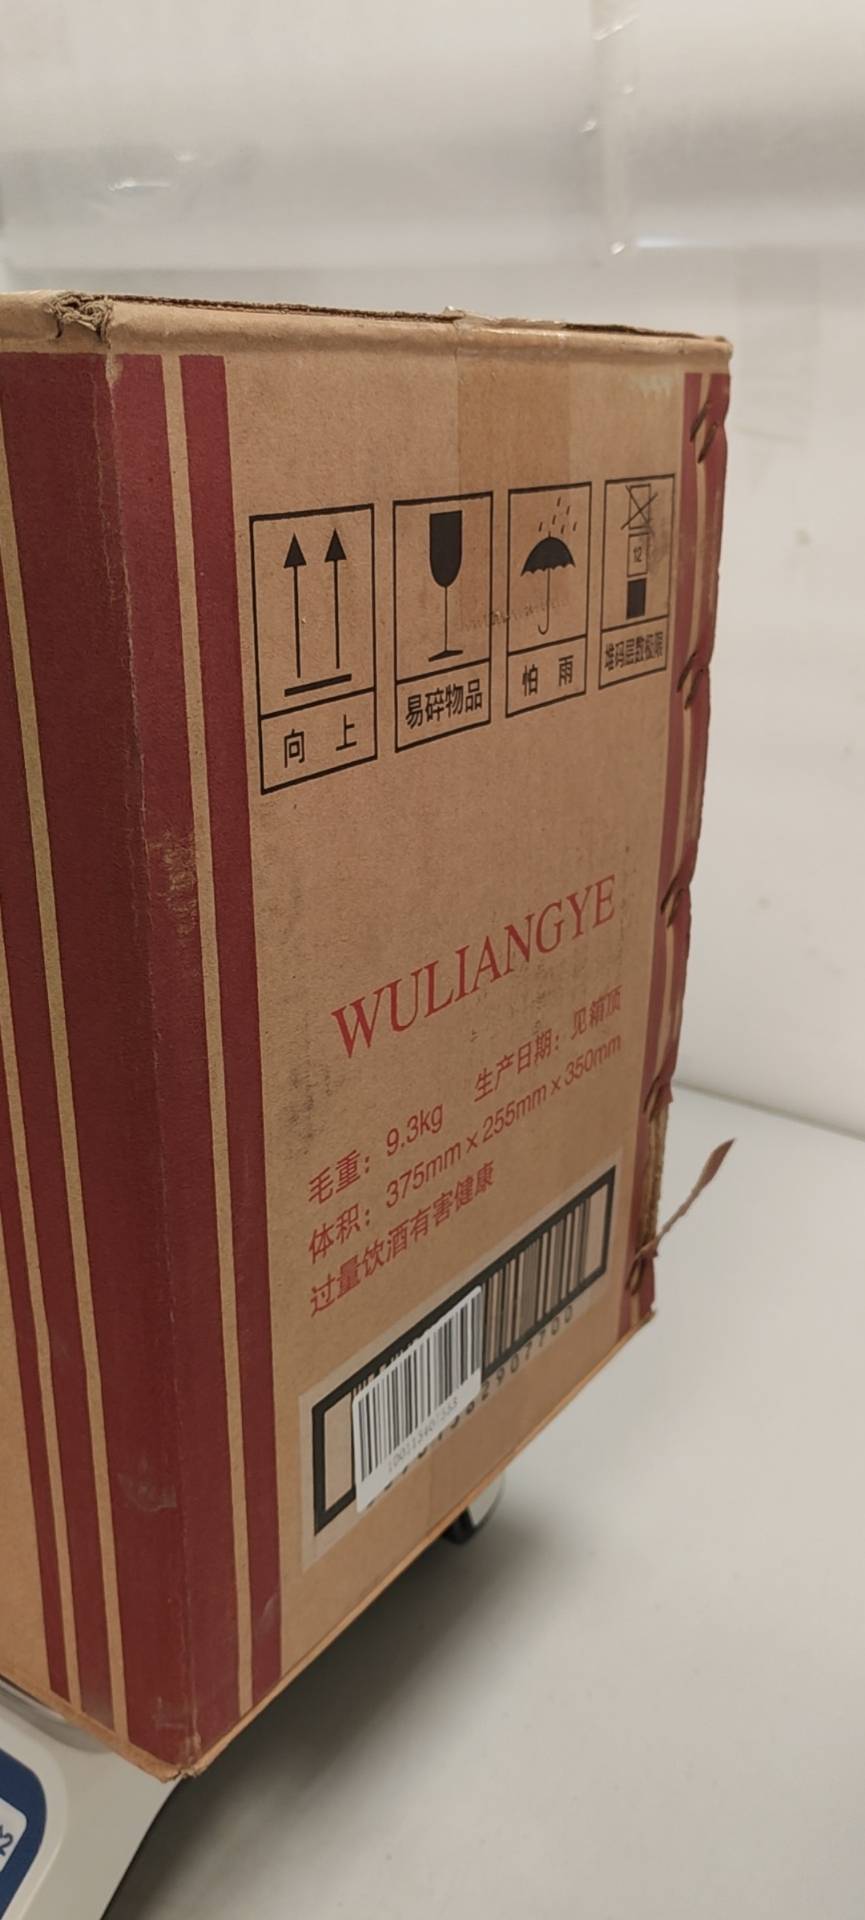 向 上
易碎物品
怕 雨
12
堆码层数极限
WULIANGYE
毛重：9.3kg 生产日期：见箱顶
体积：375mm×255mm×350mm
过量饮酒有害健康